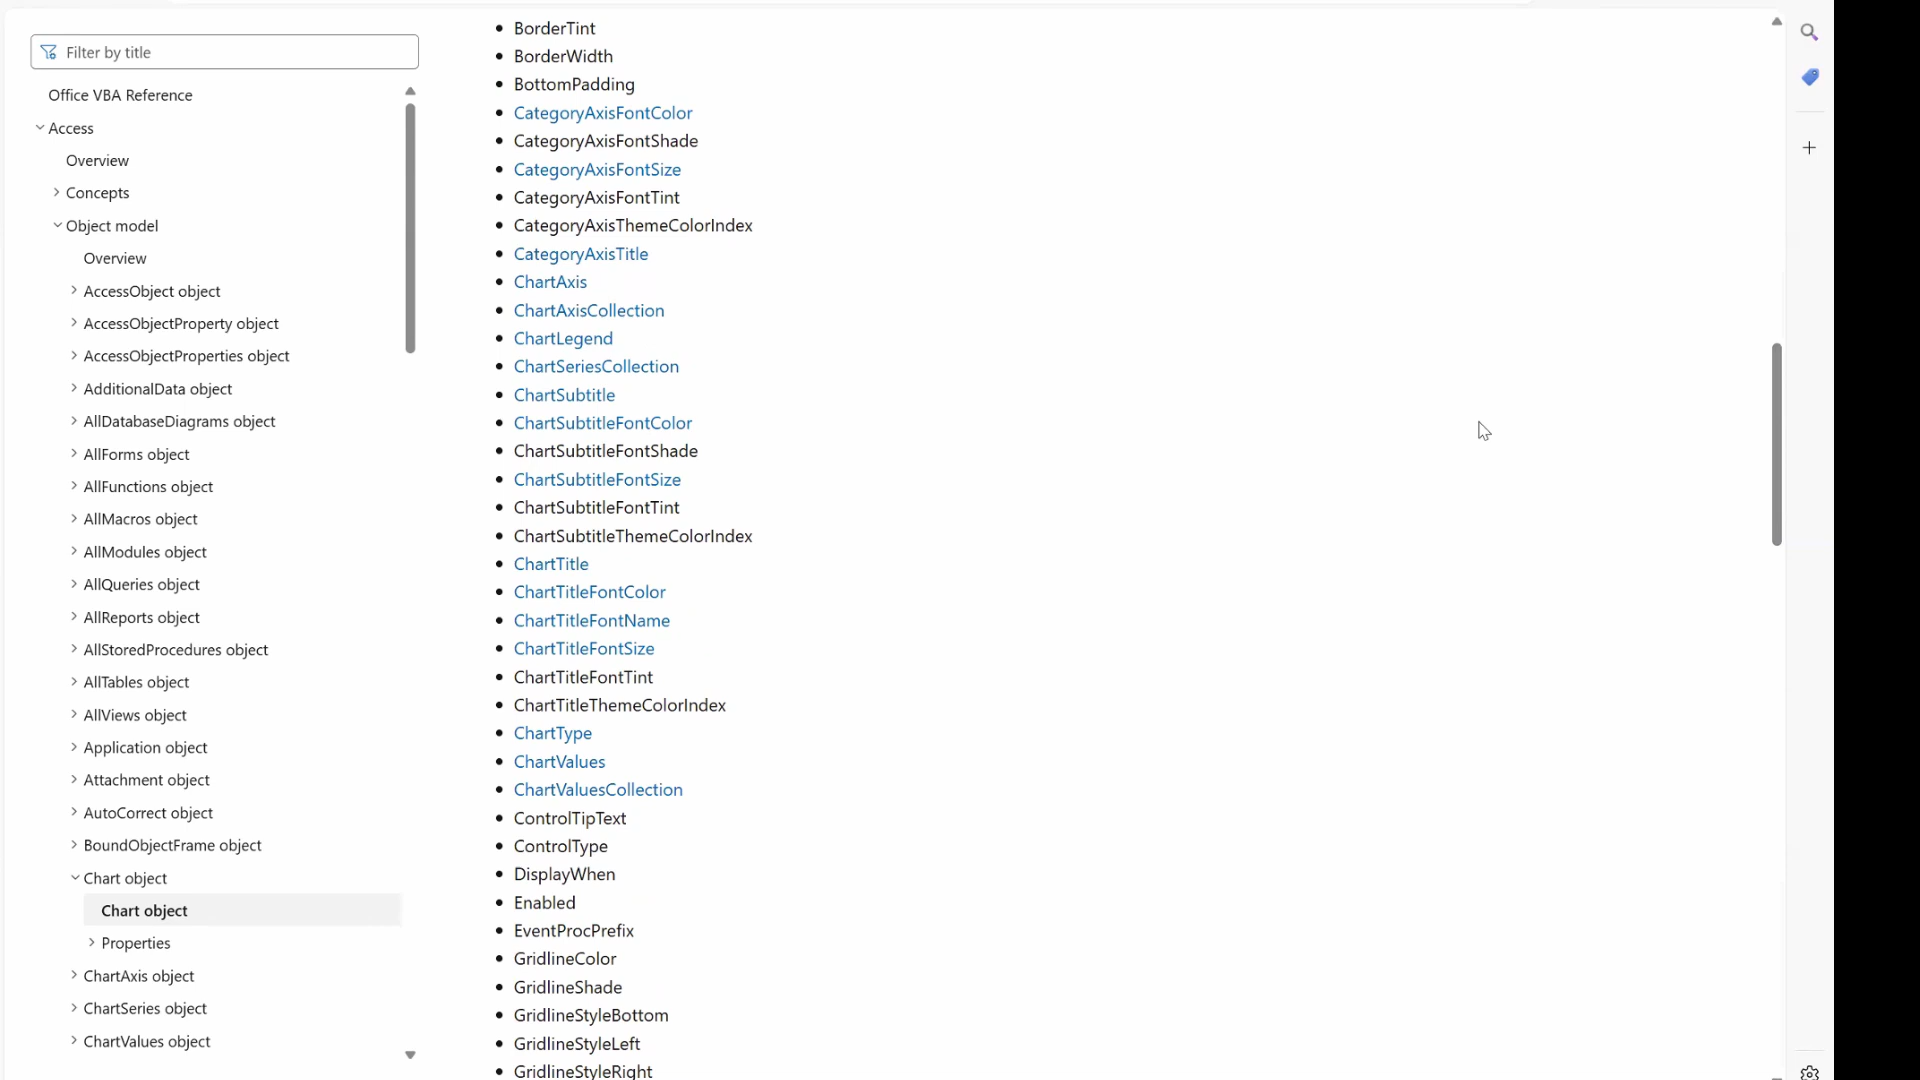 Filter by title
Office VBA Reference
Access
Overview
Concepts
Object model
Overview
AccessObject object
AccessObjectProperty object
AccessObjectProperties object
AdditionalData object
AllDatabaseDiagrams object
AllForms object
AllFunctions object
AllMacros object
AllModules object
AllQueries object
AllReports object
AllStoredProcedures object
AllTables object
AllViews object
Application object
Attachment object
AutoCorrect object
BoundObjectFrame object
Chart object
Chart object
Properties
ChartAxis object
ChartSeries object
ChartValues object
BorderTint
BorderWidth
BottomPadding
CategoryAxisFontColor
CategoryAxisFontShade
CategoryAxisFontSize
CategoryAxisFontTint
CategoryAxisThemeColorIndex
CategoryAxisTitle
ChartAxis
ChartAxisCollection
ChartLegend
ChartSeriesCollection
ChartSubtitle
ChartSubtitleFontColor
ChartSubtitleFontShade
ChartSubtitleFontSize
ChartSubtitleFontTint
ChartSubtitleThemeColorIndex
ChartTitle
ChartTitleFontColor
ChartTitleFontName
ChartTitleFontSize
ChartTitleFontTint
ChartTitleThemeColorIndex
ChartType
ChartValues
ChartValuesCollection
ControlTipText
ControlType
DisplayWhen
Enabled
EventProcPrefix
GridlineColor
GridlineShade
GridlineStyleBottom
GridlineStyleLeft
GridlineStyleRight